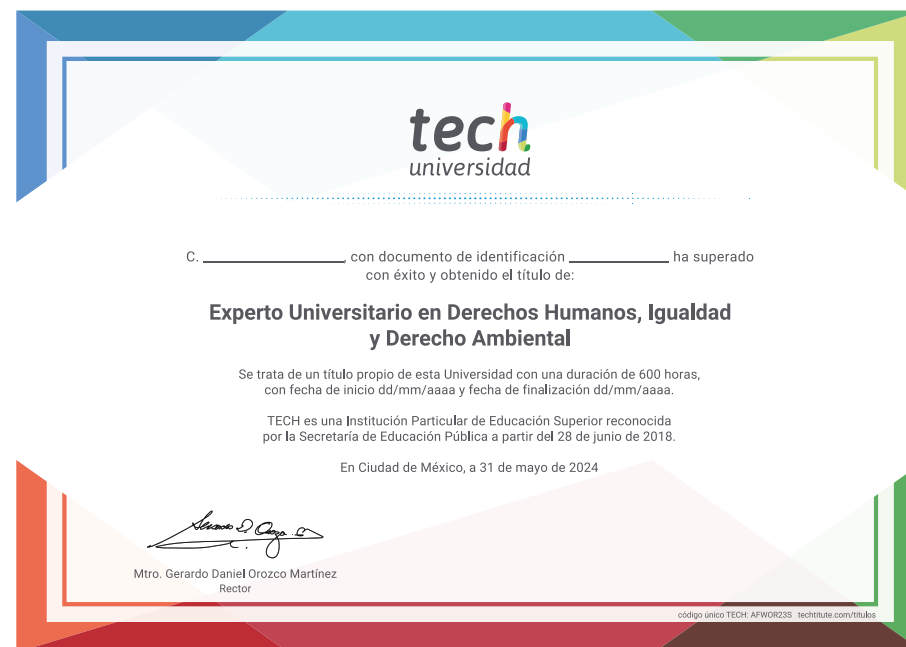 tech
universidad
C. ____________, con documento de identificación ____________ ha superado
con éxito y obtenido el título de:
Experto Universitario en Derechos Humanos, Igualdad
y Derecho Ambiental
Se trata de un título propio de esta Universidad con una duración de 600 horas,
con fecha de inicio dd/mm/aaaa y fecha de finalización dd/mm/aaaa.
TECH es una Institución Particular de Educación Superior reconocida
por la Secretaría de Educación Pública a partir del 28 de junio de 2018.
En Ciudad de México, a 31 de mayo de 2024
Mtro. Gerardo Daniel Orozco Martínez
Rector
código único TECH: AFWOR23S techtitute.com/titulos